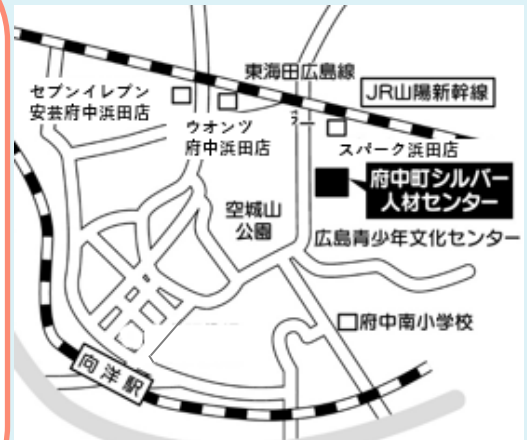 東海田広島線
JR山陽新幹線
セブンイレブン
安芸府中浜田店
ウオンツ
府中浜田店
スパーク浜田店
府中町シルバー
人材センター
空城山
公園
広島青少年文化センター
府中南小学校
向洋駅